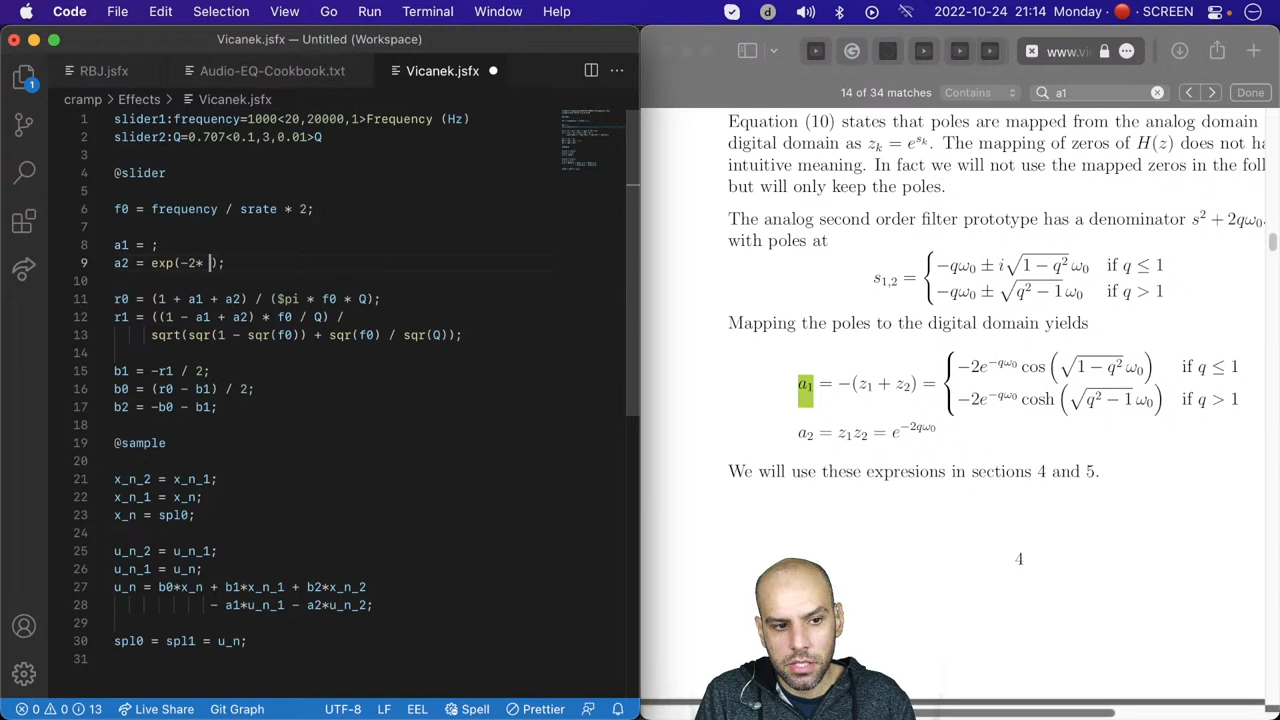 Code File Edit Selection View Go Run Terminal Window Help
d 2022-10-24 21:14 Monday SCREEN
Vicanek.jsfx — Untitled (Workspace)
RBJ.jsfx Audio-EQ-Cookbook.txt Vicanek.jsfx
cramp > Effects > Vicanek.jsfx
1 slider1:frequency=1000<20,20000,1>Frequency (Hz)
2 slider2:Q=0.707<0.1,3,0.01>Q
3
4 @slider
5
6 f0 = frequency / srate * 2;
7
8 a1 = ;
9 a2 = exp(-2* );
10
11 r0 = (1 + a1 + a2) / ($pi * f0 * Q);
12 r1 = ((1 - a1 + a2) * f0 / Q) /
13 sqrt(sqr(1 - sqr(f0)) + sqr(f0) / sqr(Q));
14
15 b1 = -r1 / 2;
16 b0 = (r0 - b1) / 2;
17 b2 = -b0 - b1;
18
19 @sample
20
21 x_n_2 = x_n_1;
22 x_n_1 = x_n;
23 x_n = spl0;
24
25 u_n_2 = u_n_1;
26 u_n_1 = u_n;
27 u_n = b0*x_n + b1*x_n_1 + b2*x_n_2
28 - a1*u_n_1 - a2*u_n_2;
29
30 spl0 = spl1 = u_n;
31
1
0 0 13 Live Share Git Graph UTF-8 LF EEL Spell Prettier
G www.vi
14 of 34 matches Contains a1 Done
Equation (10) states that poles are mapped from the analog domain
digital domain as z_k = e^{s_k}. The mapping of zeros of H(z) does not ha
intuitive meaning. In fact we will not use the mapped zeros in the foll
but will only keep the poles.
The analog second order filter prototype has a denominator s² + 2qω₀
with poles at
s₁,₂ = { −qω₀ ± i√(1 − q²) ω₀ if q ≤ 1
−qω₀ ± √(q² − 1) ω₀ if q > 1
Mapping the poles to the digital domain yields
a₁ = −(z₁ + z₂) = { −2e^{−qω₀} cos (√(1 − q²) ω₀) if q ≤ 1
−2e^{−qω₀} cosh (√(q² − 1) ω₀) if q > 1
a₂ = z₁z₂ = e^{−2qω₀}
We will use these expresions in sections 4 and 5.
4